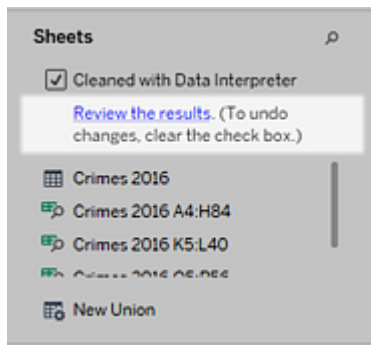 Sheets
Cleaned with Data Interpreter
Review the results. (To undo
changes, clear the check box.)
Crimes 2016
Crimes 2016 A4:H84
Crimes 2016 K5:L40
New Union